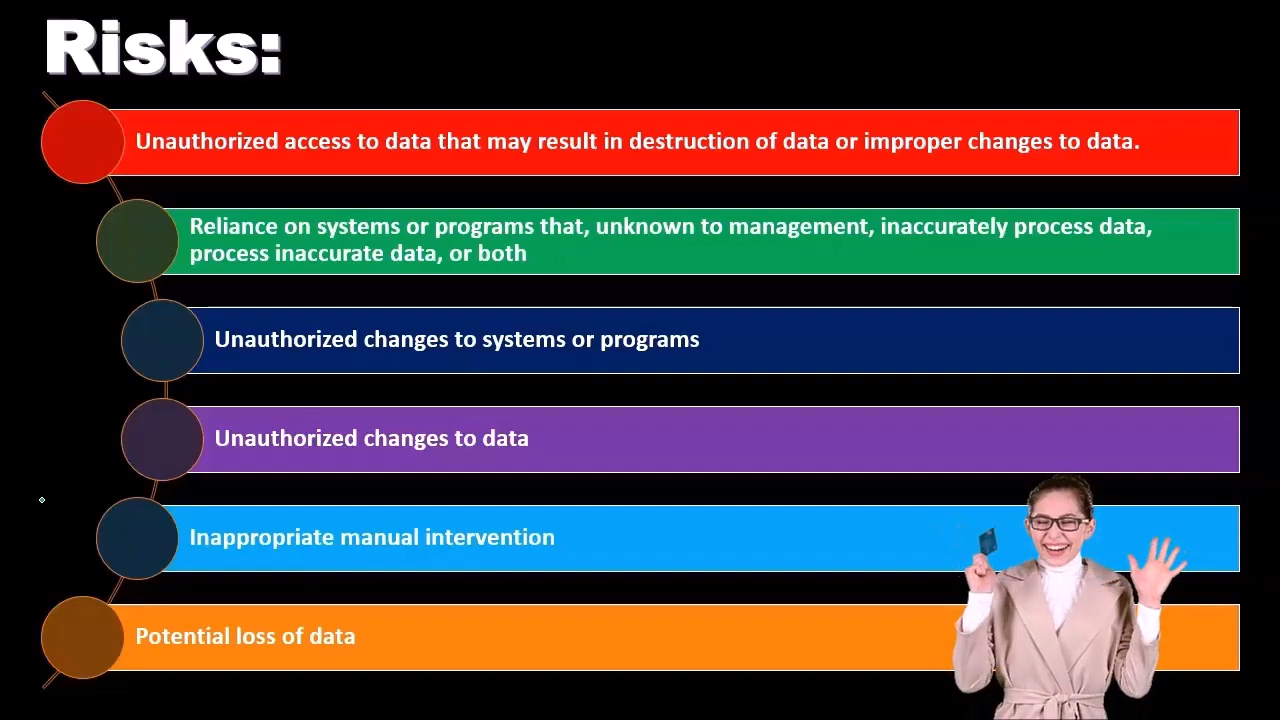 Risks:
Unauthorized access to data that may result in destruction of data or improper changes to data.
Reliance on systems or programs that, unknown to management, inaccurately process data,
process inaccurate data, or both
Unauthorized changes to systems or programs
Unauthorized changes to data
Inappropriate manual intervention
Potential loss of data